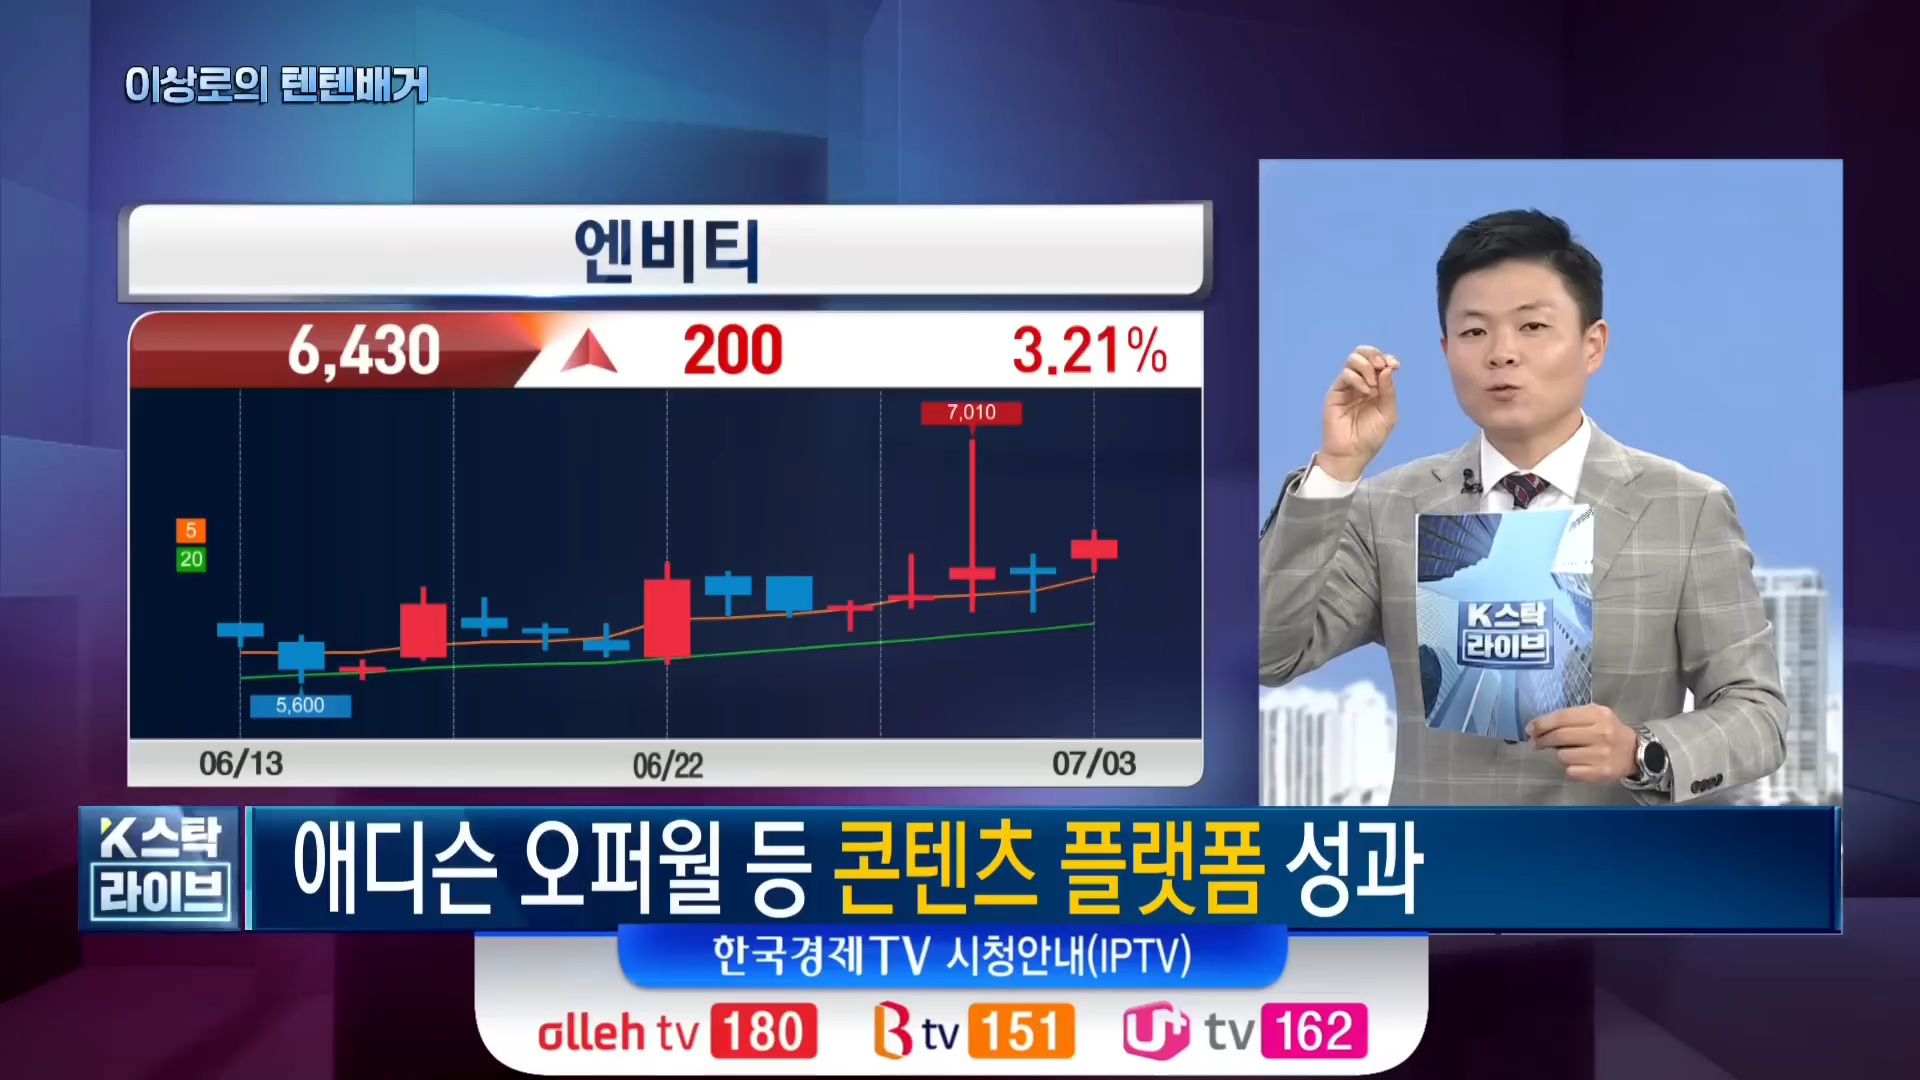 이상로의 텐텐배거
엔비티
6,430 200 3.21%
7,010
5
20
5,600
06/13 06/22 07/03
K스탁
라이브
K스탁
라이브
애디슨 오퍼월 등 콘텐츠 플랫폼 성과
한국경제TV 시청안내(IPTV)
olleh tv 180 B tv 151 U+ tv 162